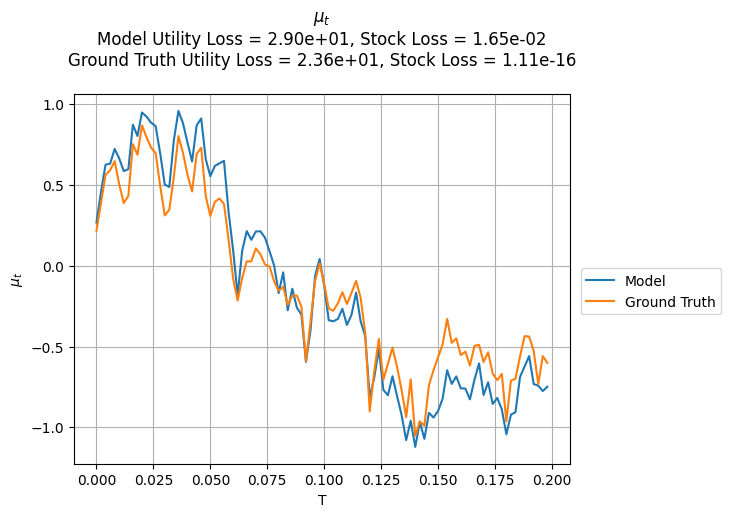 μ_t
Model Utility Loss = 2.90e+01, Stock Loss = 1.65e-02
Ground Truth Utility Loss = 2.36e+01, Stock Loss = 1.11e-16
1.0
0.5
0.0
−0.5
−1.0
μ_t
0.000 0.025 0.050 0.075 0.100 0.125 0.150 0.175 0.200
T
Model
Ground Truth